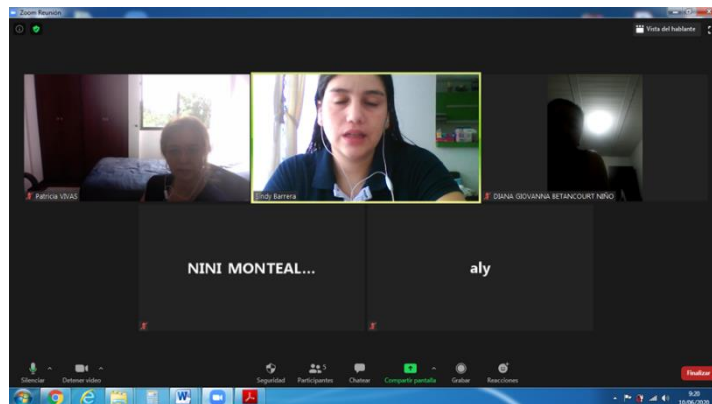 Zoom Reunión
Vista del hablante
Patricia VIVAS
Lindy Barrera
DIANA GIOVANNA BETANCOURT NIÑO
NINI MONTEAL...
aly
Silenciar
Detener video
Seguridad
5
Participantes
Chatear
Compartir pantalla
Grabar
Reacciones
Finalizar
9:20
10/06/2020